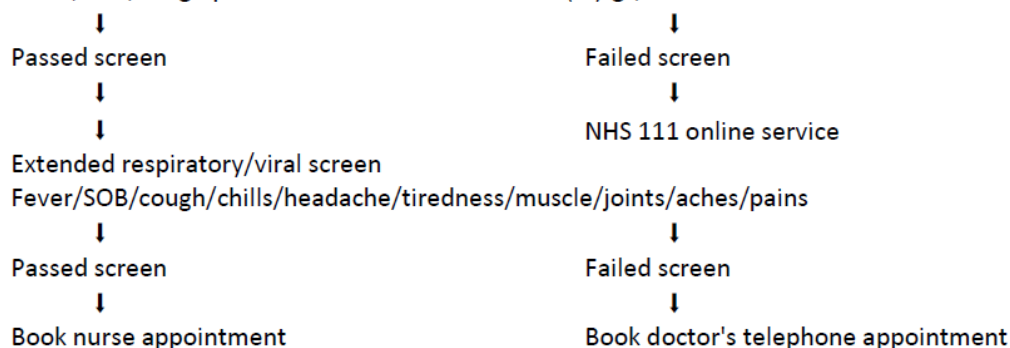 Passed screen Failed screen
NHS 111 online service
Extended respiratory/viral screen
Fever/SOB/cough/chills/headache/tiredness/muscle/joints/aches/pains
Passed screen Failed screen
Book nurse appointment Book doctor's telephone appointment